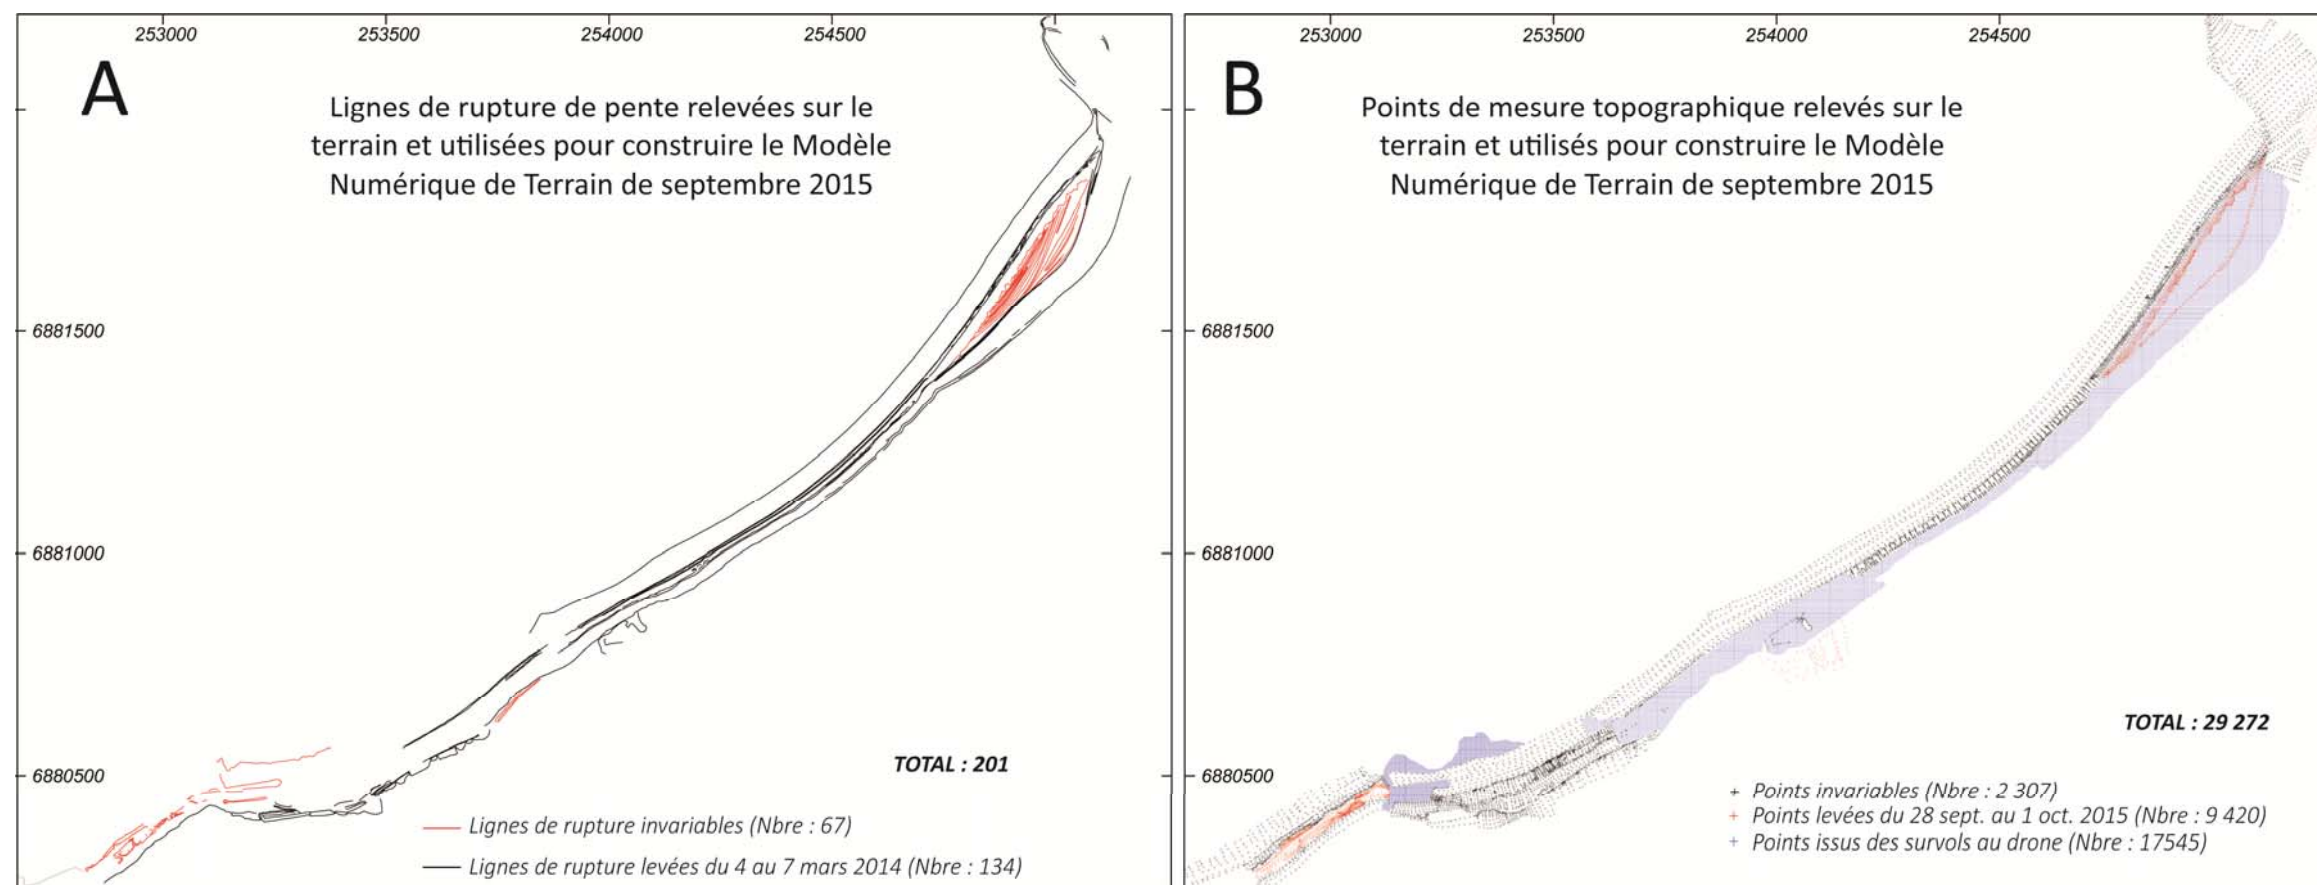 253000
253500
254000
254500
A
Lignes de rupture de pente relevées sur le
terrain et utilisées pour construire le Modèle
Numérique de Terrain de septembre 2015
6881500
6881000
6880500
TOTAL : 201
Lignes de rupture invariables (Nbre : 67)
Lignes de rupture levées du 4 au 7 mars 2014 (Nbre : 134)
253000
253500
254000
254500
B
Points de mesure topographique relevés sur le
terrain et utilisés pour construire le Modèle
Numérique de Terrain de septembre 2015
6881500
6881000
6880500
TOTAL : 29 272
Points invariables (Nbre : 2 307)
Points levées du 28 sept. au 1 oct. 2015 (Nbre : 9 420)
Points issus des survols au drone (Nbre : 17545)